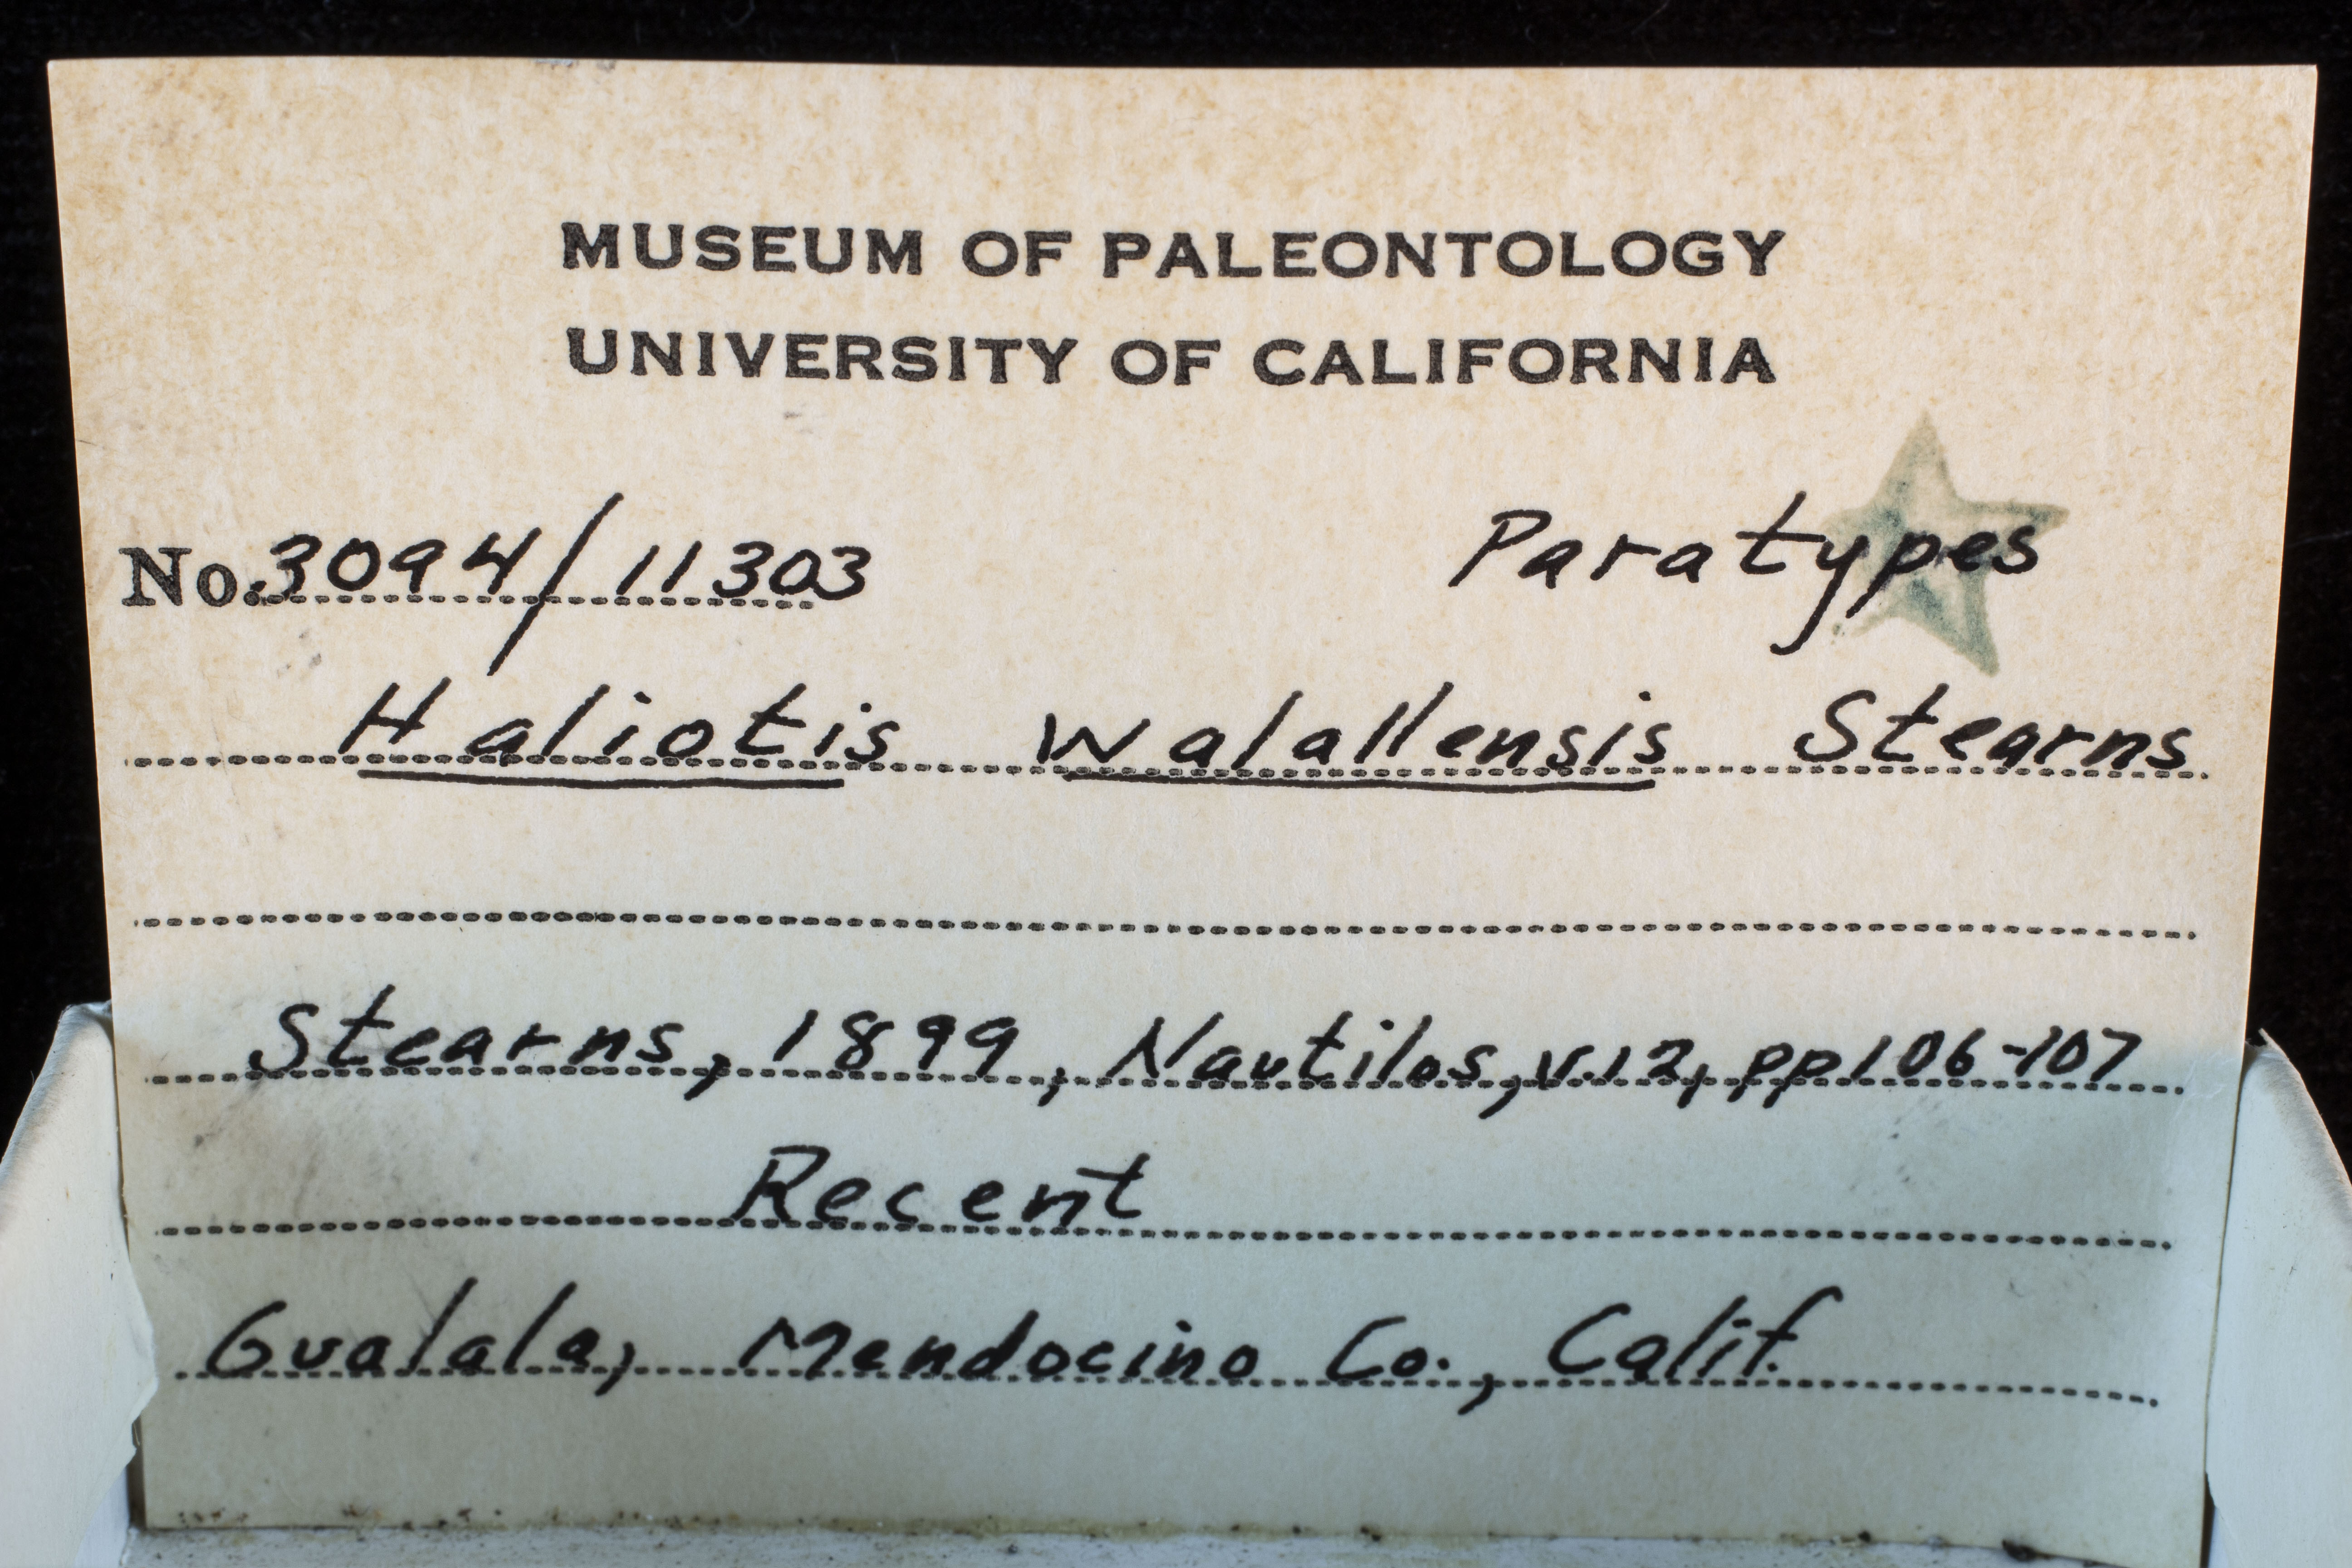 MUSEUM OF PALEONTOLOGY
UNIVERSITY OF CALIFORNIA
No. 3094/11303 Paratypes
Haliotis walallensis Stearns
Stearns, 1899, Nautilos, v.12, pp106-107
Recent
Gualala, Mendocino Co., Calif.